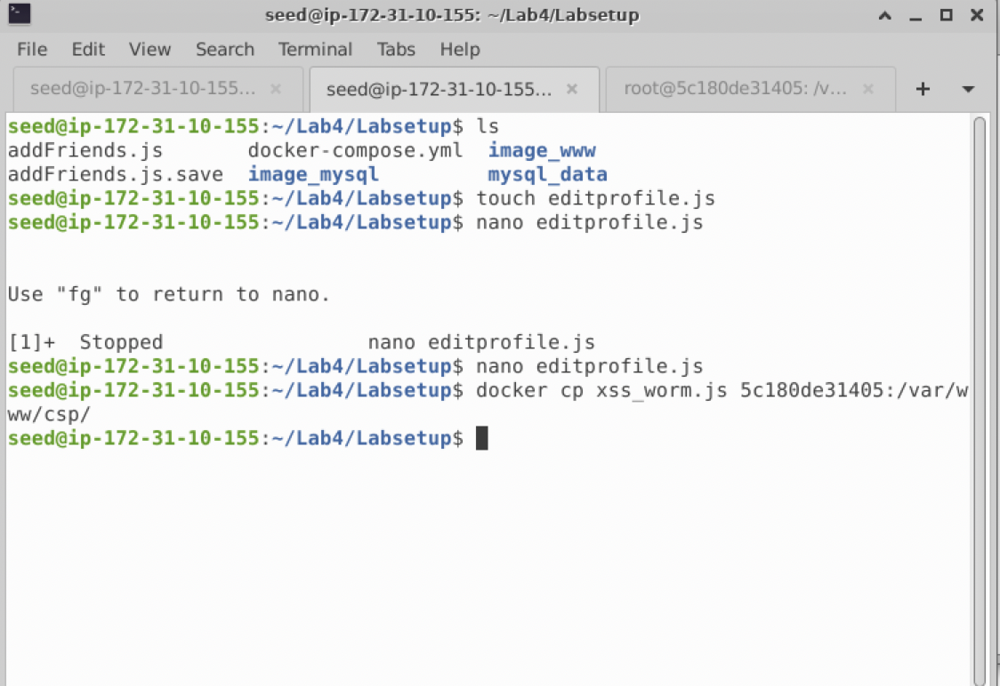 seed@ip-172-31-10-155: ~/Lab4/Labsetup
File Edit View Search Terminal Tabs Help
seed@ip-172-31-10-155... × seed@ip-172-31-10-155... × root@5c180de31405: /v... × +
seed@ip-172-31-10-155:~/Lab4/Labsetup$ ls
addFriends.js docker-compose.yml image_www
addFriends.js.save image_mysql mysql_data
seed@ip-172-31-10-155:~/Lab4/Labsetup$ touch editprofile.js
seed@ip-172-31-10-155:~/Lab4/Labsetup$ nano editprofile.js
Use "fg" to return to nano.
[1]+ Stopped nano editprofile.js
seed@ip-172-31-10-155:~/Lab4/Labsetup$ nano editprofile.js
seed@ip-172-31-10-155:~/Lab4/Labsetup$ docker cp xss_worm.js 5c180de31405:/var/w
ww/csp/
seed@ip-172-31-10-155:~/Lab4/Labsetup$